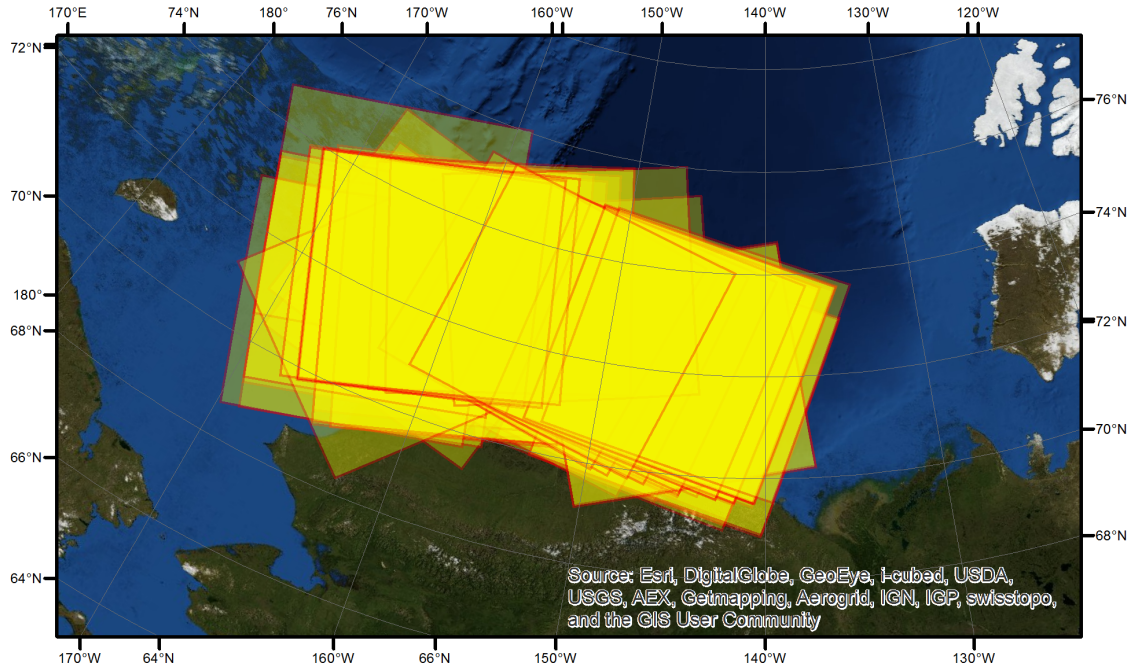 170°E 74°N 180° 76°N 170°W 160°W 150°W 140°W 130°W 120°W
72°N
76°N
70°N
74°N
180°
72°N
68°N
70°N
66°N
68°N
Source: Esri, DigitalGlobe, GeoEye, i-cubed, USDA,
64°N
USGS, AEX, Getmapping, Aerogrid, IGN, IGP, swisstopo,
and the GIS User Community
170°W 64°N 160°W 66°N 150°W 140°W 130°W